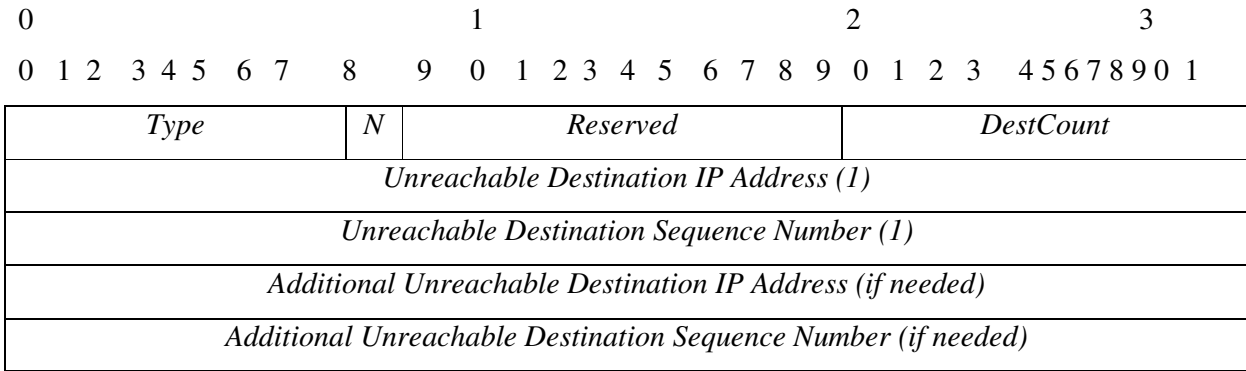 0 1 2 3
0 1 2 3 4 5 6 7 8 9 0 1 2 3 4 5 6 7 8 9 0 1 2 3 4 5 6 7 8 9 0 1
Type N Reserved DestCount
Unreachable Destination IP Address (1)
Unreachable Destination Sequence Number (1)
Additional Unreachable Destination IP Address (if needed)
Additional Unreachable Destination Sequence Number (if needed)